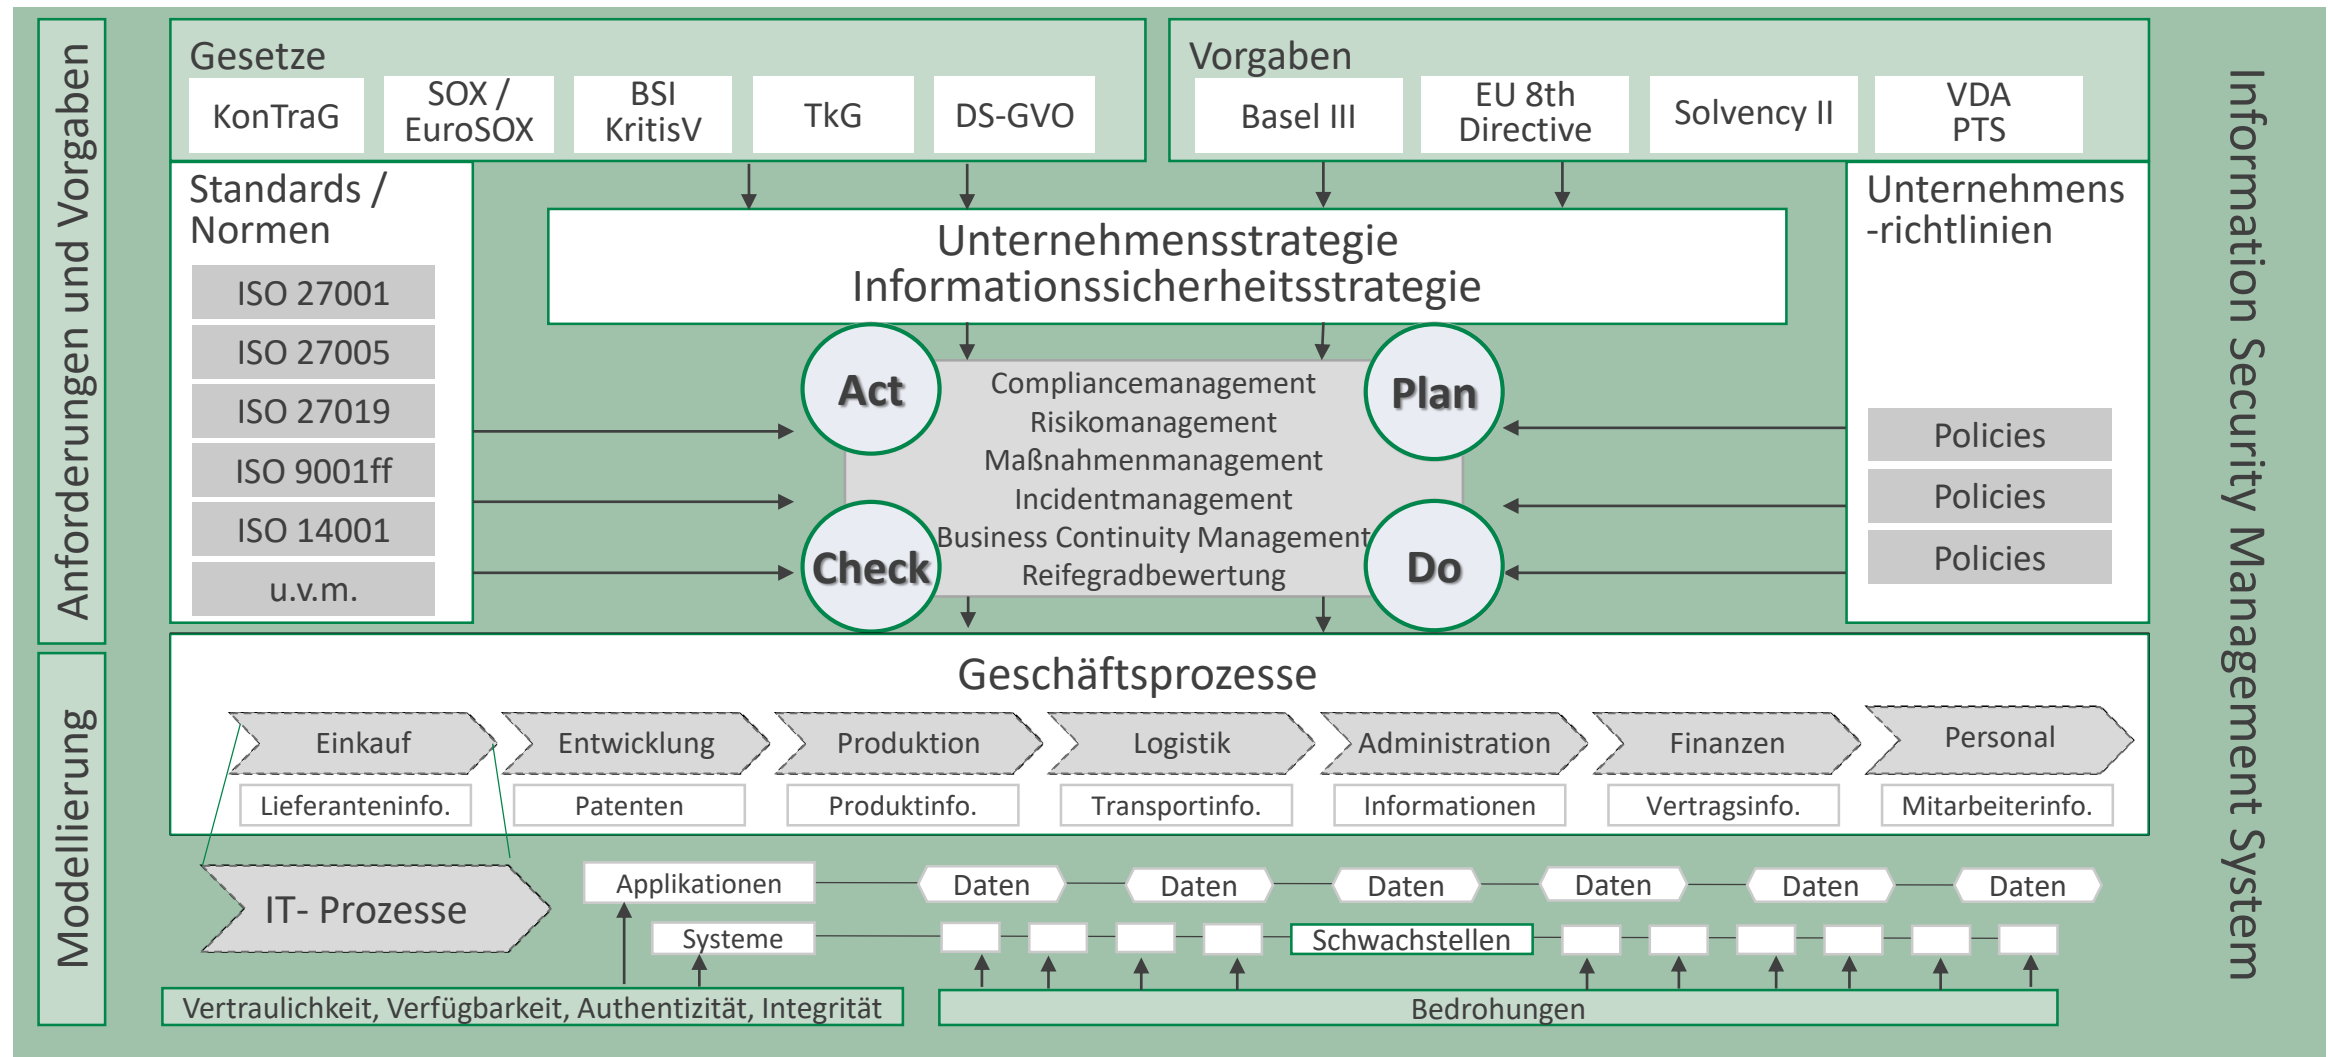 Anforderungen und Vorgaben
Gesetze
KonTraG
SOX /
EuroSOX
BSI
KritisV
TkG
DS-GVO
Vorgaben
Basel III
EU 8th
Directive
Solvency II
VDA
PTS
Standards /
Normen
ISO 27001
ISO 27005
ISO 27019
ISO 9001ff
ISO 14001
u.v.m.
Unternehmensstrategie
Informationssicherheitsstrategie
Unternehmens
-richtlinien
Policies
Policies
Policies
Act
Plan
Check
Do
Compliancemanagement
Risikomanagement
Maßnahmenmanagement
Incidentmanagement
Business Continuity Management
Reifegradbewertung
Information Security Management System
Modellierung
Geschäftsprozesse
Einkauf
Entwicklung
Produktion
Logistik
Administration
Finanzen
Personal
Lieferanteninfo.
Patenten
Produktinfo.
Transportinfo.
Informationen
Vertragsinfo.
Mitarbeiterinfo.
IT- Prozesse
Applikationen
Daten
Daten
Daten
Daten
Daten
Daten
Systeme
Schwachstellen
Vertraulichkeit, Verfügbarkeit, Authentizität, Integrität
Bedrohungen